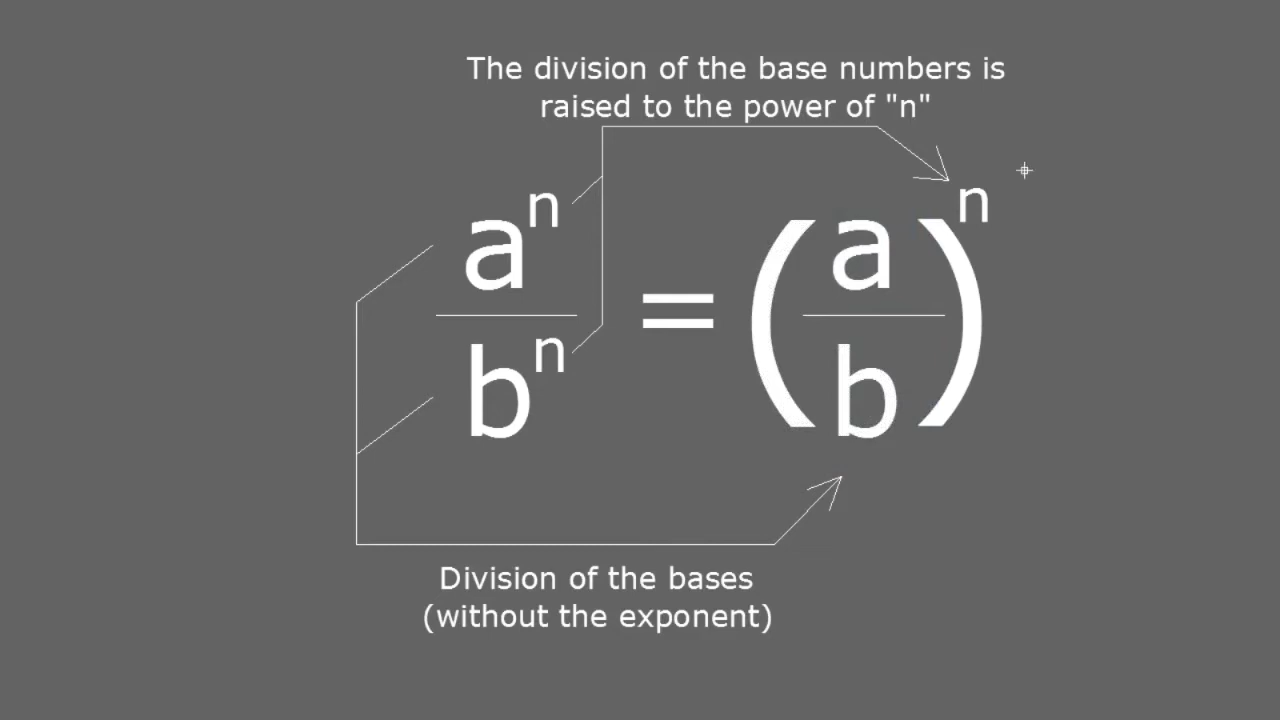 The division of the base numbers is
raised to the power of "n"
aⁿ/bⁿ = (a/b)ⁿ
Division of the bases
(without the exponent)